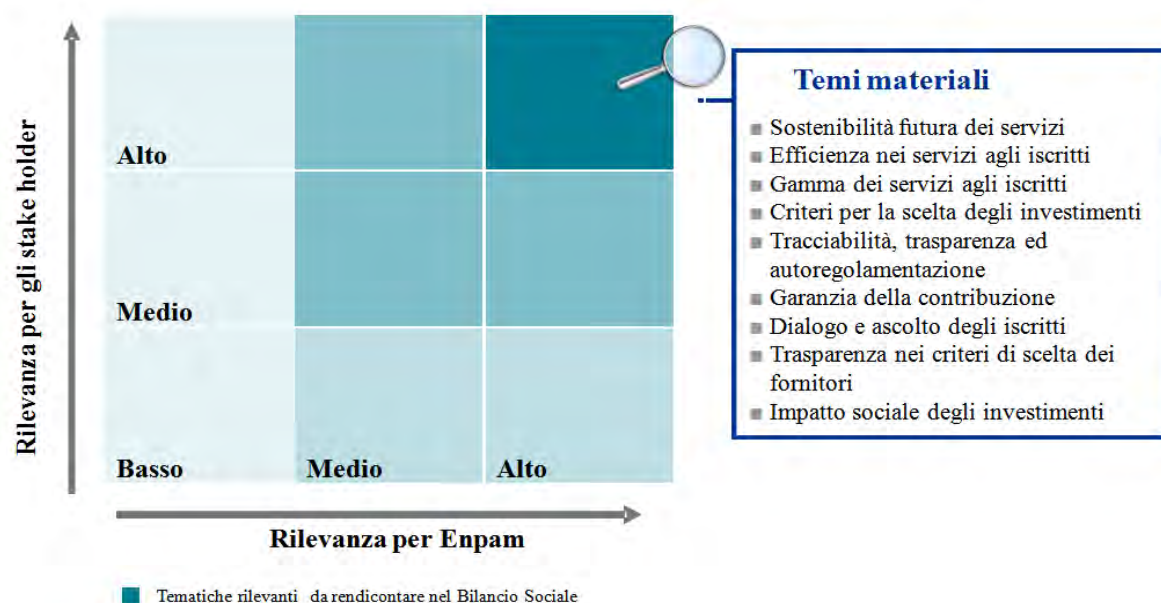 Rilevanza per gli stake holder
Alto
Medio
Basso
Medio
Alto
Rilevanza per Enpam
Tematiche rilevanti da rendicontare nel Bilancio Sociale
Temi materiali
Sostenibilità futura dei servizi
Efficienza nei servizi agli iscritti
Gamma dei servizi agli iscritti
Criteri per la scelta degli investimenti
Tracciabilità, trasparenza ed
autoregolamentazione
Garanzia della contribuzione
Dialogo e ascolto degli iscritti
Trasparenza nei criteri di scelta dei
fornitori
Impatto sociale degli investimenti